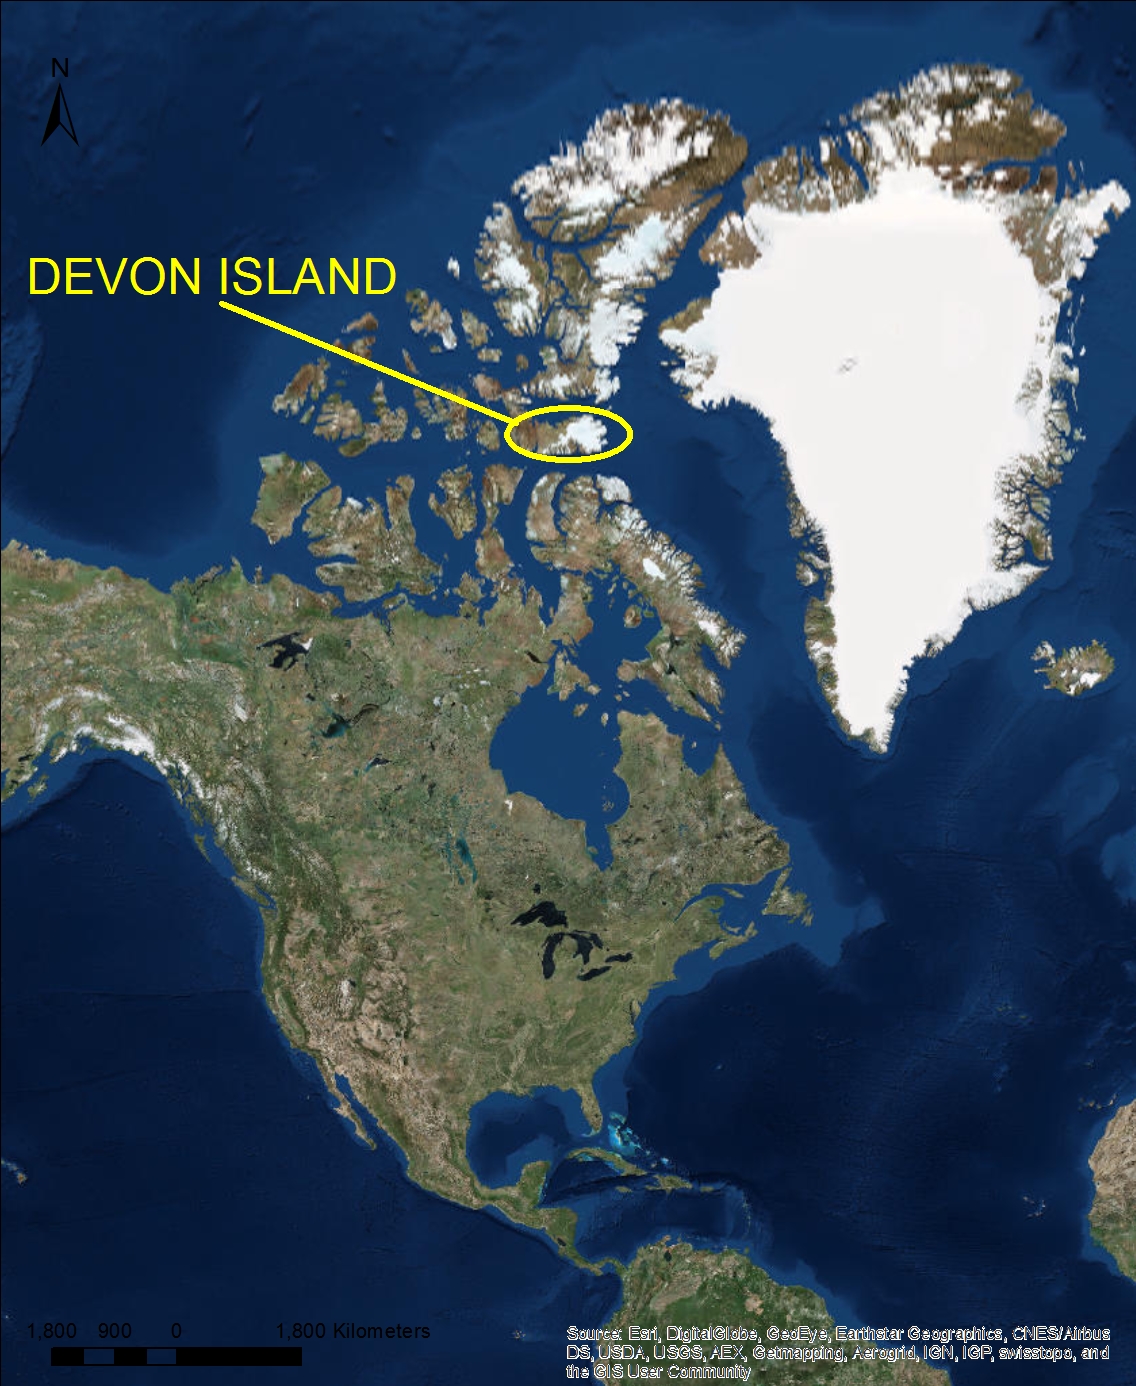 N
DEVON ISLAND
1,800 900 0 1,800 Kilometers
Source: Esri, DigitalGlobe, GeoEye, Earthstar Geographics, CNES/Airbus
DS, USDA, USGS, AEX, Getmapping, Aerogrid, IGN, IGP, swisstopo, and
the GIS User Community